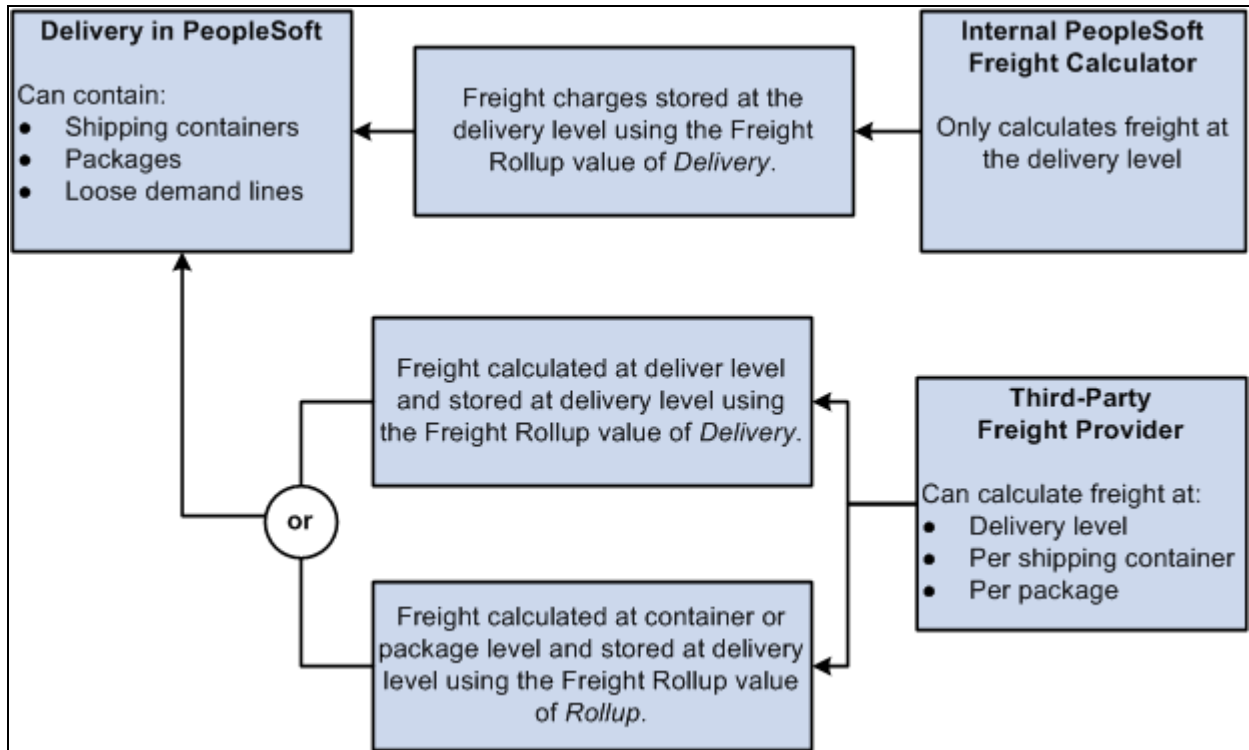 Delivery in PeopleSoft
Can contain:
● Shipping containers
● Packages
● Loose demand lines
Freight charges stored at the
delivery level using the Freight
Rollup value of Delivery.
Internal PeopleSoft
Freight Calculator
Only calculates freight at
the delivery level
Freight calculated at deliver level
and stored at delivery level using
the Freight Rollup value of Delivery.
or
Freight calculated at container or
package level and stored at delivery
level using the Freight Rollup value
of Rollup.
Third-Party
Freight Provider
Can calculate freight at:
● Delivery level
● Per shipping container
● Per package